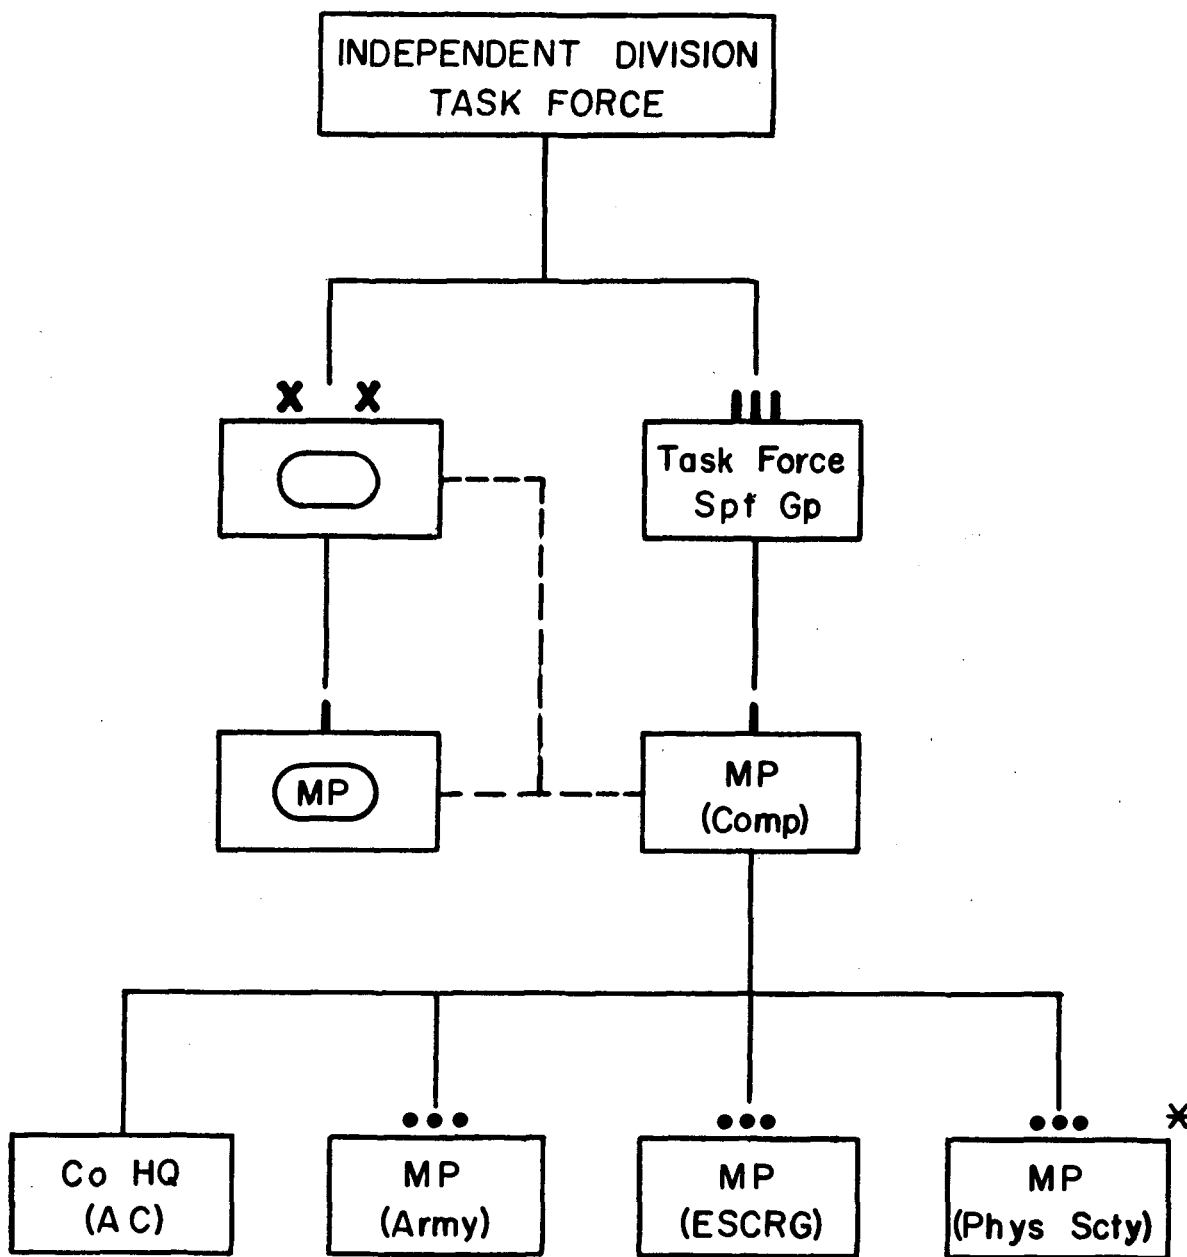 INDEPENDENT DIVISION
TASK FORCE
X X
III
Task Force
Spt Gp
I
I
MP
MP
(Comp)
*
Co HQ
(AC)
MP
(Army)
MP
(ESCRG)
MP
(Phys Scty)